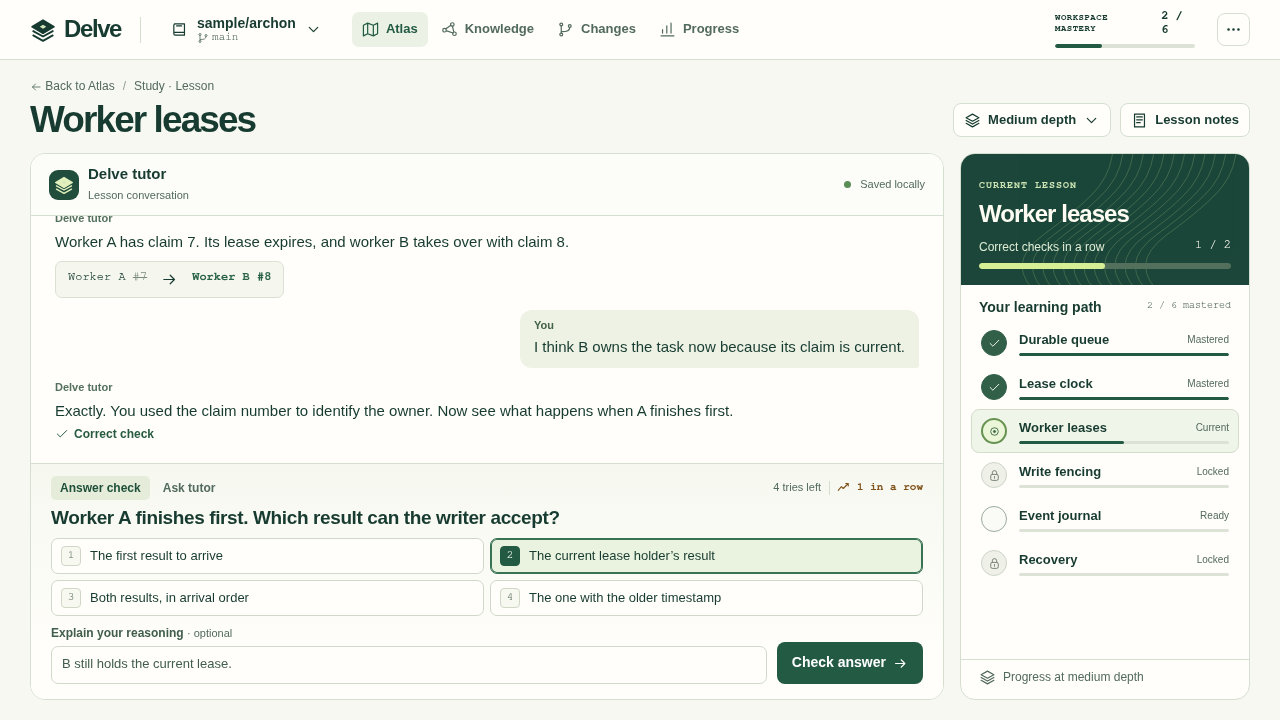 Delve
sample/archon
main
Atlas
Knowledge
Changes
Progress
WORKSPACE MASTERY
2 / 6
← Back to Atlas / Study · Lesson
Worker leases
Medium depth
Lesson notes
Delve tutor
Lesson conversation
Saved locally
Delve tutor
Worker A has claim 7. Its lease expires, and worker B takes over with claim 8.
Worker A #7 → Worker B #8
You
I think B owns the task now because its claim is current.
Delve tutor
Exactly. You used the claim number to identify the owner. Now see what happens when A finishes first.
Correct check
Answer check
Ask tutor
4 tries left
1 in a row
Worker A finishes first. Which result can the writer accept?
1 The first result to arrive
2 The current lease holder’s result
3 Both results, in arrival order
4 The one with the older timestamp
Explain your reasoning · optional
B still holds the current lease.
Check answer →
CURRENT LESSON
Worker leases
Correct checks in a row 1 / 2
Your learning path 2 / 6 mastered
Durable queue Mastered
Lease clock Mastered
Worker leases Current
Write fencing Locked
Event journal Ready
Recovery Locked
Progress at medium depth